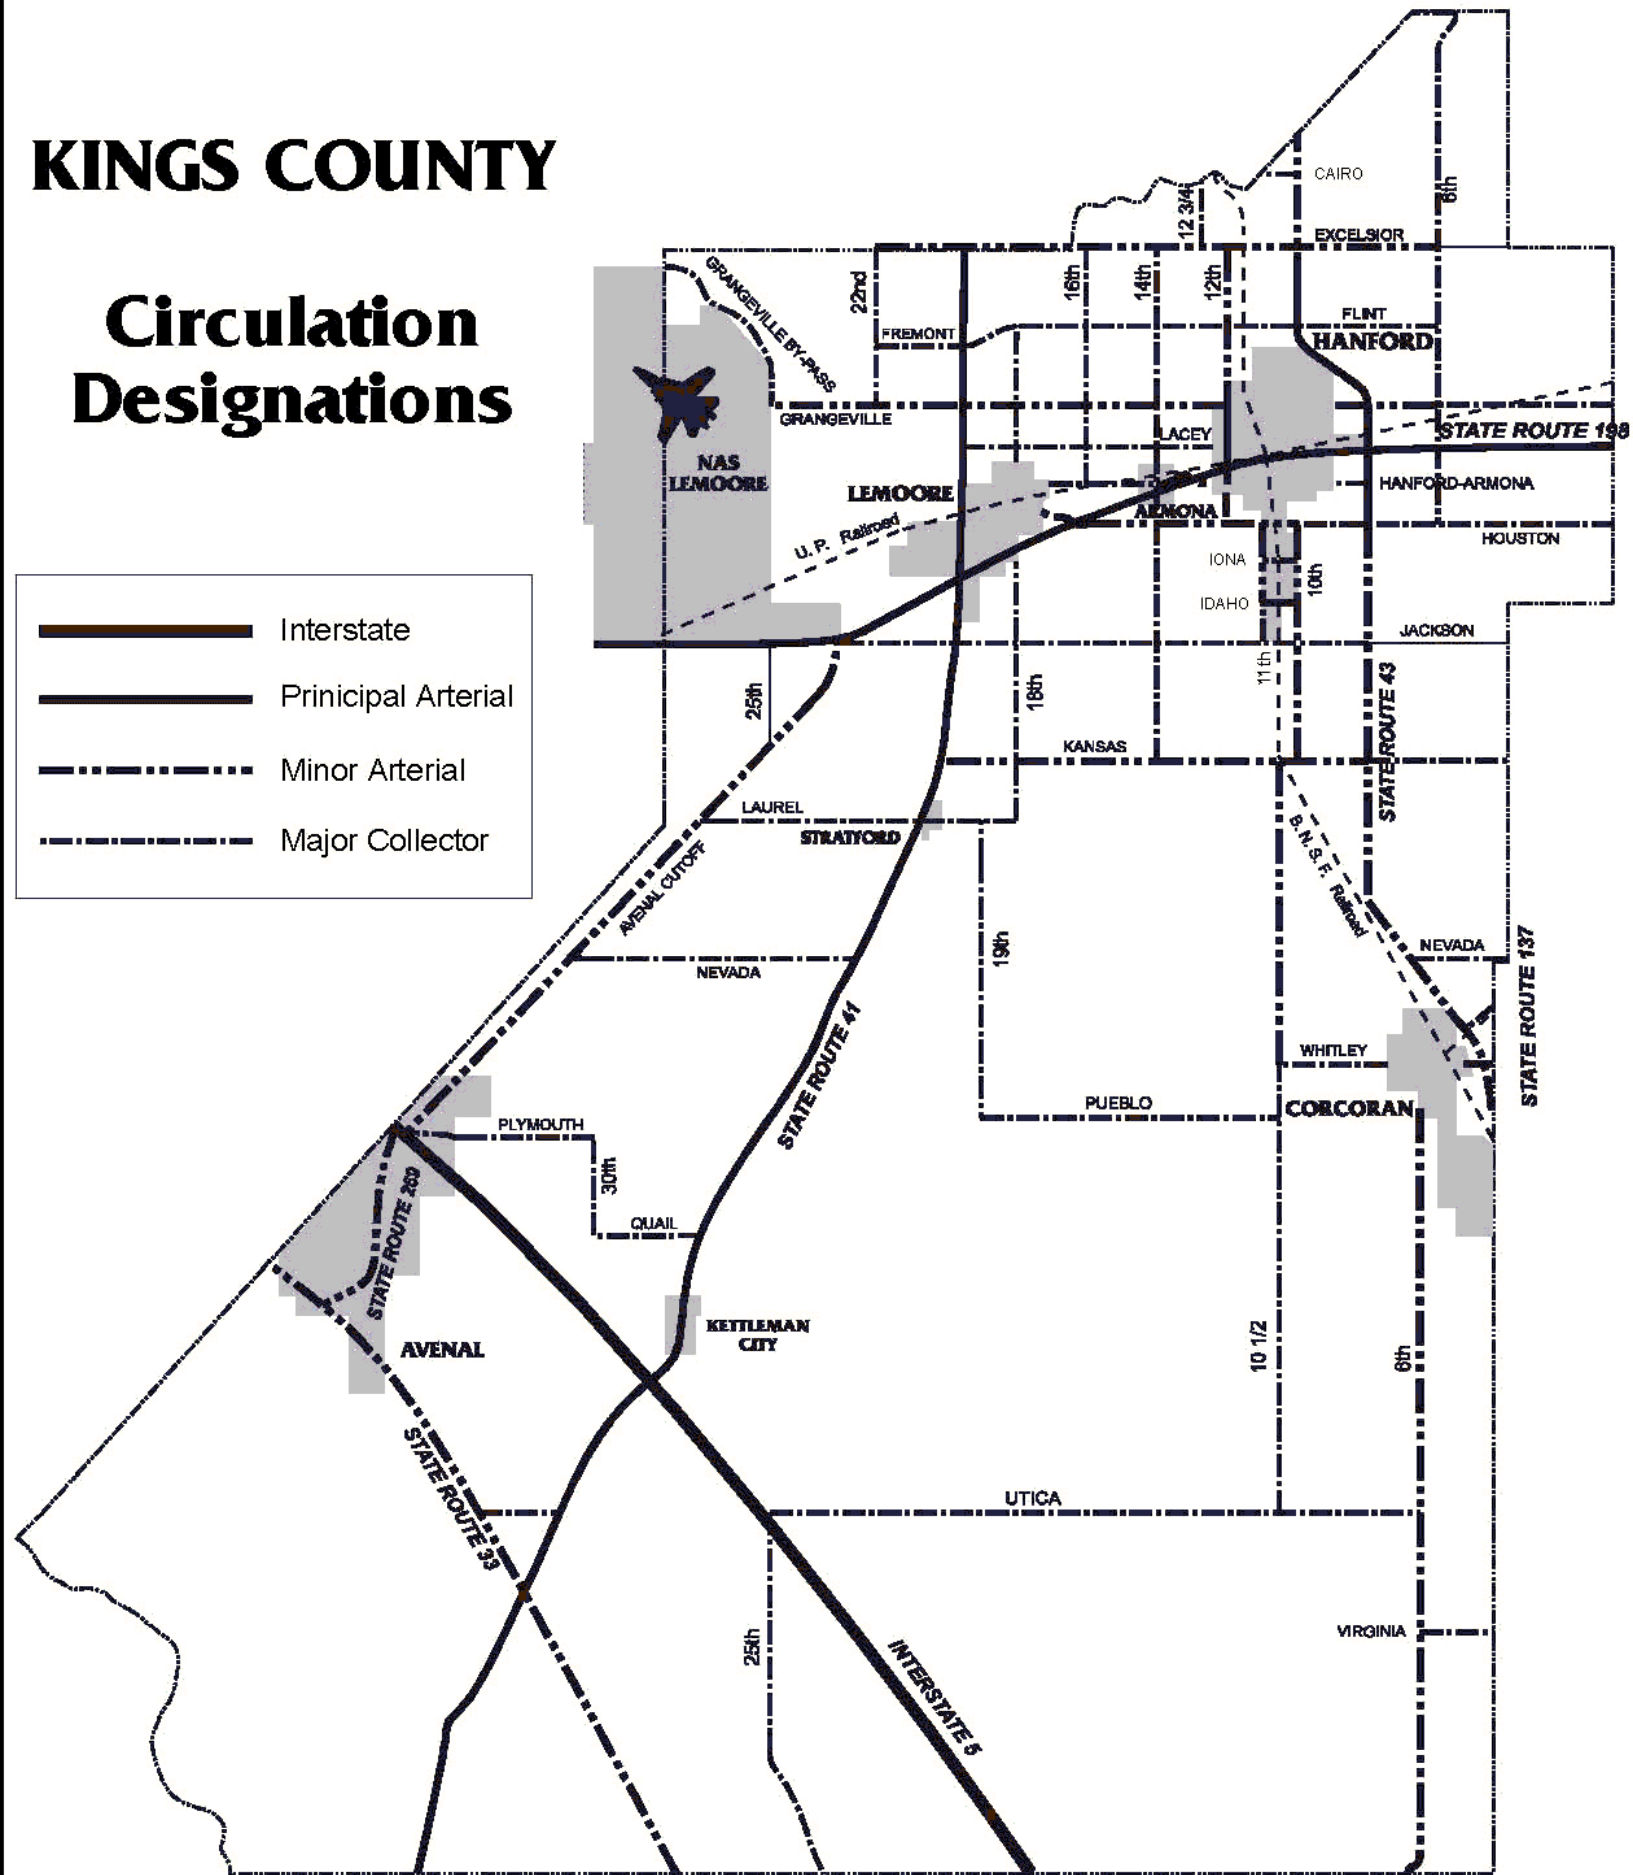 KINGS COUNTY
Circulation
Designations
Interstate
Prinicipal Arterial
Minor Arterial
Major Collector
CAIRO
6th
12 3/4
EXCELSIOR
GRANGEVILLE BY-PASS
22nd
16th
14th
12th
FLINT
FREMONT
HANFORD
GRANGEVILLE
LACEY
STATE ROUTE 198
NAS
LEMOORE
LEMOORE
HANFORD-ARMONA
ARMONA
U. P. Railroad
HOUSTON
IONA
10th
IDAHO
JACKSON
11th
25th
18th
STATE ROUTE 43
KANSAS
LAUREL
STRATFORD
AVENAL CUTOFF
B. N. S. F. Railroad
19th
NEVADA
NEVADA
STATE ROUTE 137
STATE ROUTE 41
WHITLEY
PUEBLO
CORCORAN
PLYMOUTH
30th
STATE ROUTE 269
QUAIL
KETTLEMAN
CITY
AVENAL
10 1/2
6th
STATE ROUTE 33
UTICA
25th
VIRGINIA
INTERSTATE 5